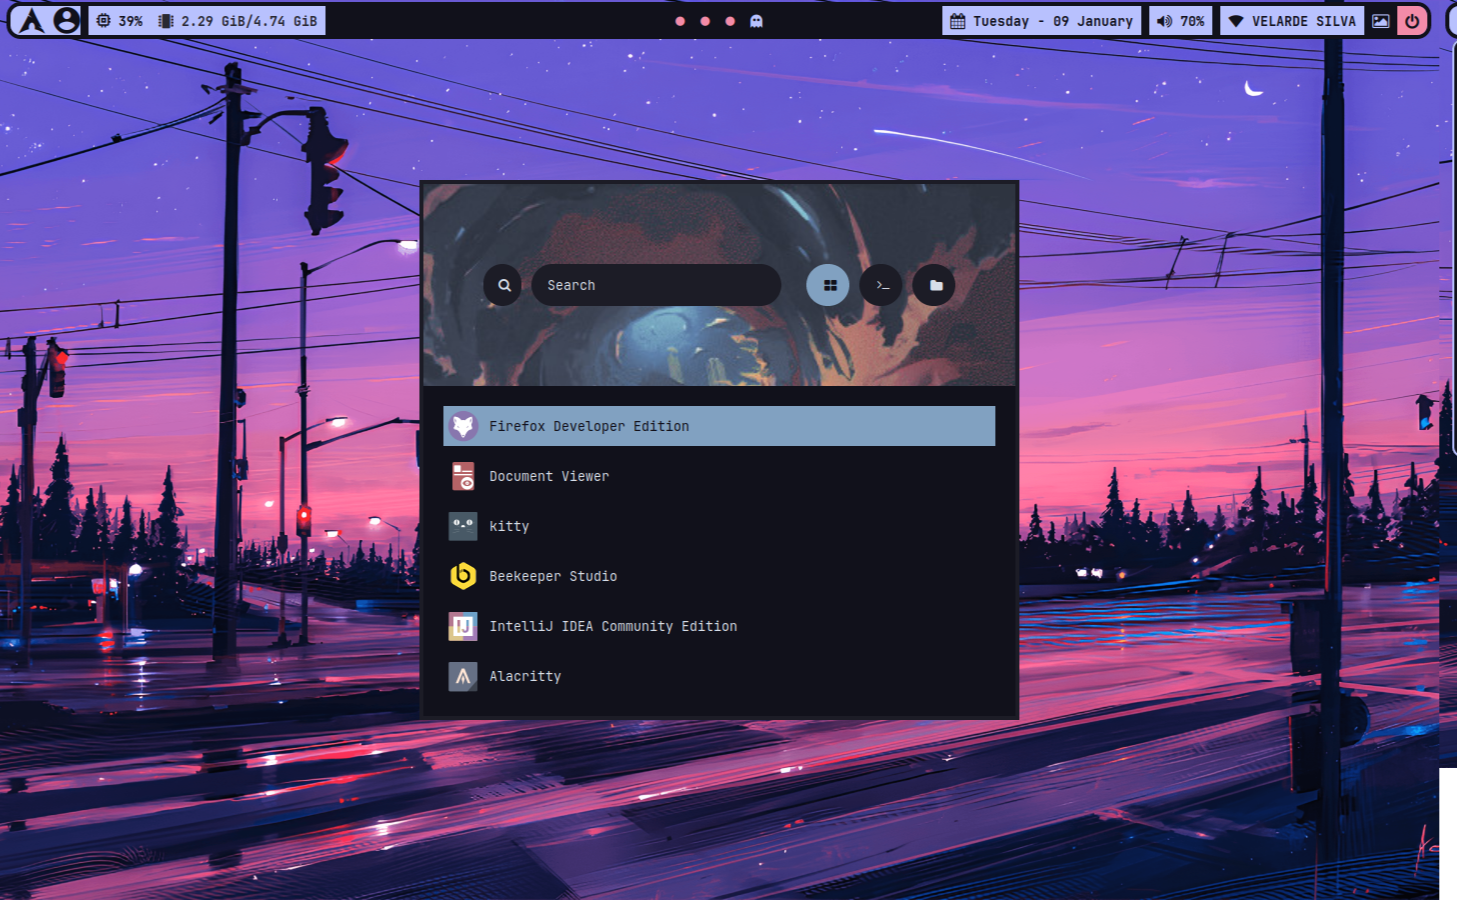 39% 2.29 GiB/4.74 GiB Tuesday - 09 January 70% VELARDE SILVA
Search
Firefox Developer Edition
Document Viewer
kitty
Beekeeper Studio
IntelliJ IDEA Community Edition
Alacritty